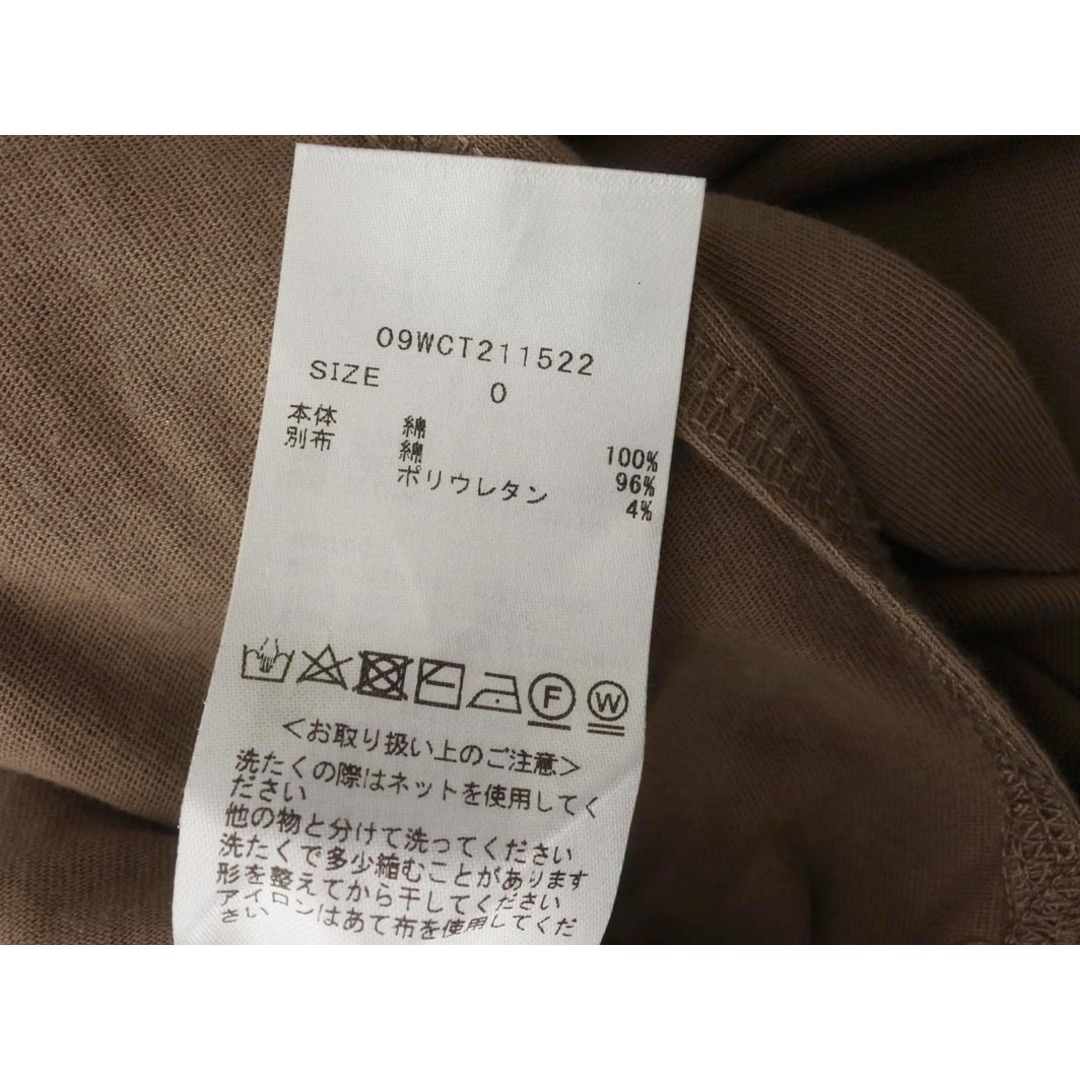 09WCT211522
SIZE 0
本体 綿 100%
別布 綿 96%
ポリウレタン 4%
F W
＜お取り扱い上のご注意＞
洗たくの際はネットを使用してく
ださい
他の物と分けて洗ってください
洗たくで多少縮むことがあります
形を整えてから干してください
アイロンはあて布を使用してくだ
さい